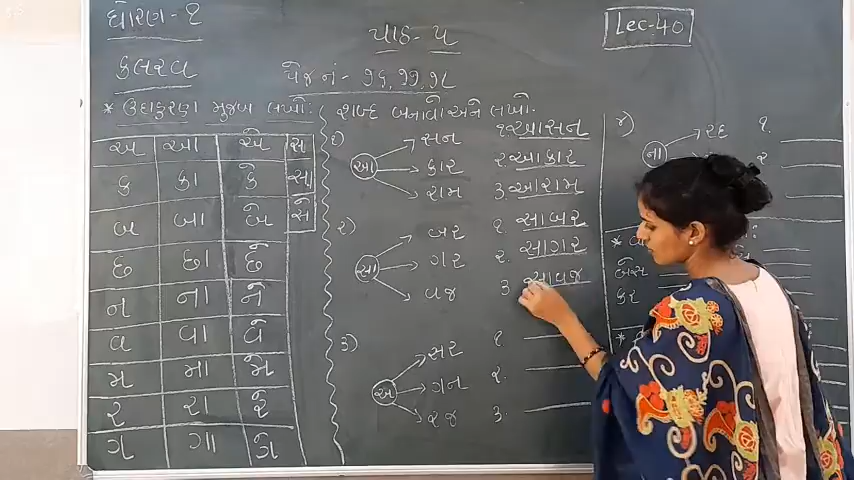 ધોરણ-૧
પાઠ-૫
Lec-40
કલરવ
પેજ નં- ૧૬,૧૭,૧૮
* ઉદાહરણ મુજબ લખો:
શબ્દ બનાવો અને લખો.
અ આ એ સ
ક કા કે સા
બ બા બે સે
છ છા છે
ન ના ને
વ વા વે
મ મા મે
ર રા રે
ગ ગા ગે
૧) આ
સન ૧. આસન
કાર ૨. આકાર
રામ ૩. આરામ
૨) સા
બર ૧. સાબર
ગર ૨. સાગર
વજ ૩. સાવજ
૩) અ
સર ૧.
ગન ૨.
રજ ૩.
૪) ના
રદ ૧.
૨.